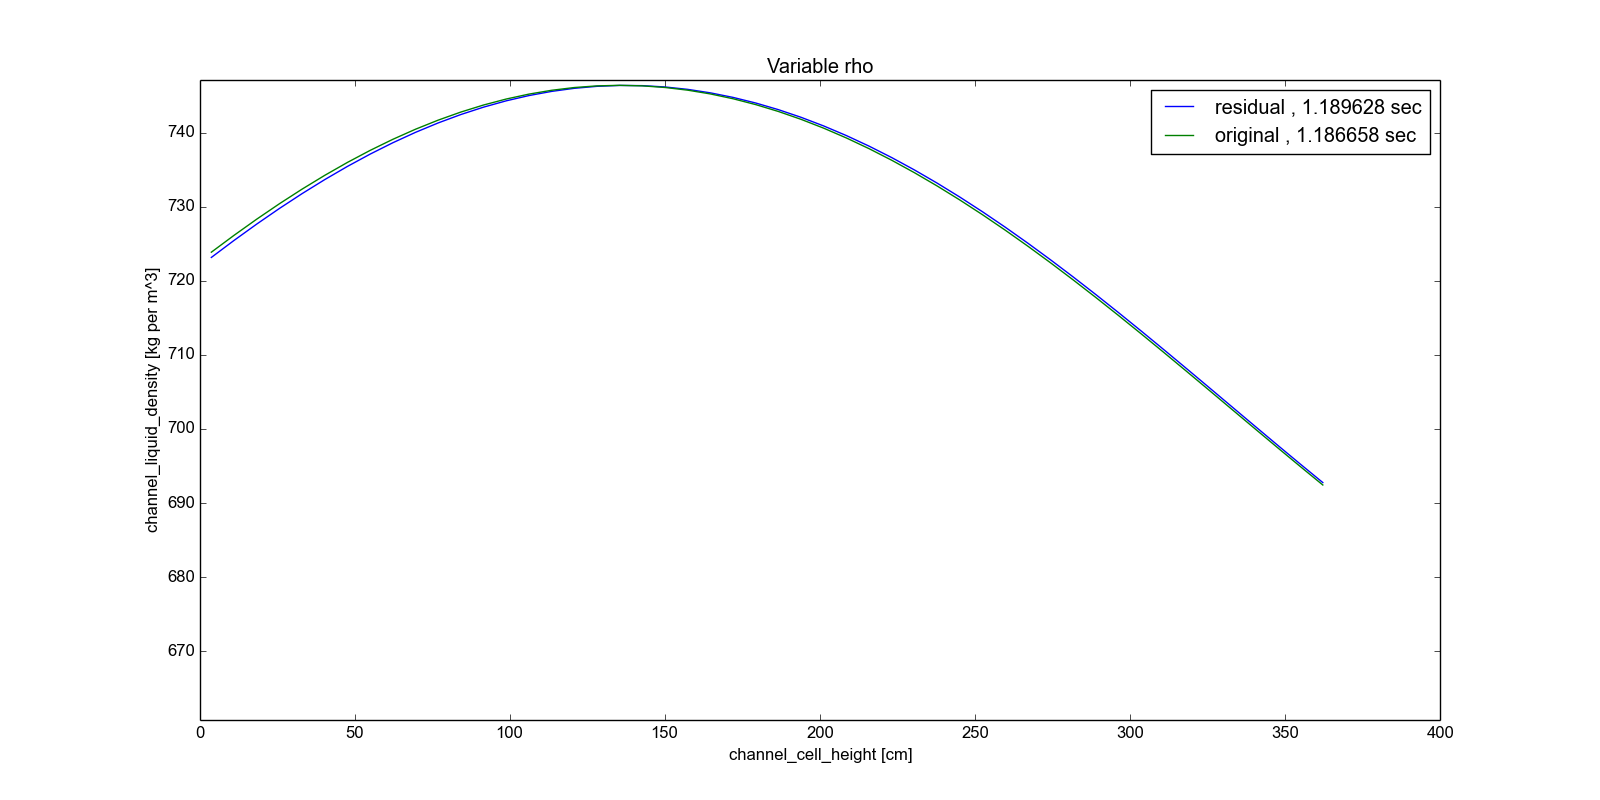 Variable rho
residual , 1.189628 sec
original , 1.186658 sec
channel_liquid_density [kg per m^3]
740
730
720
710
700
690
680
670
0 50 100 150 200 250 300 350 400
channel_cell_height [cm]